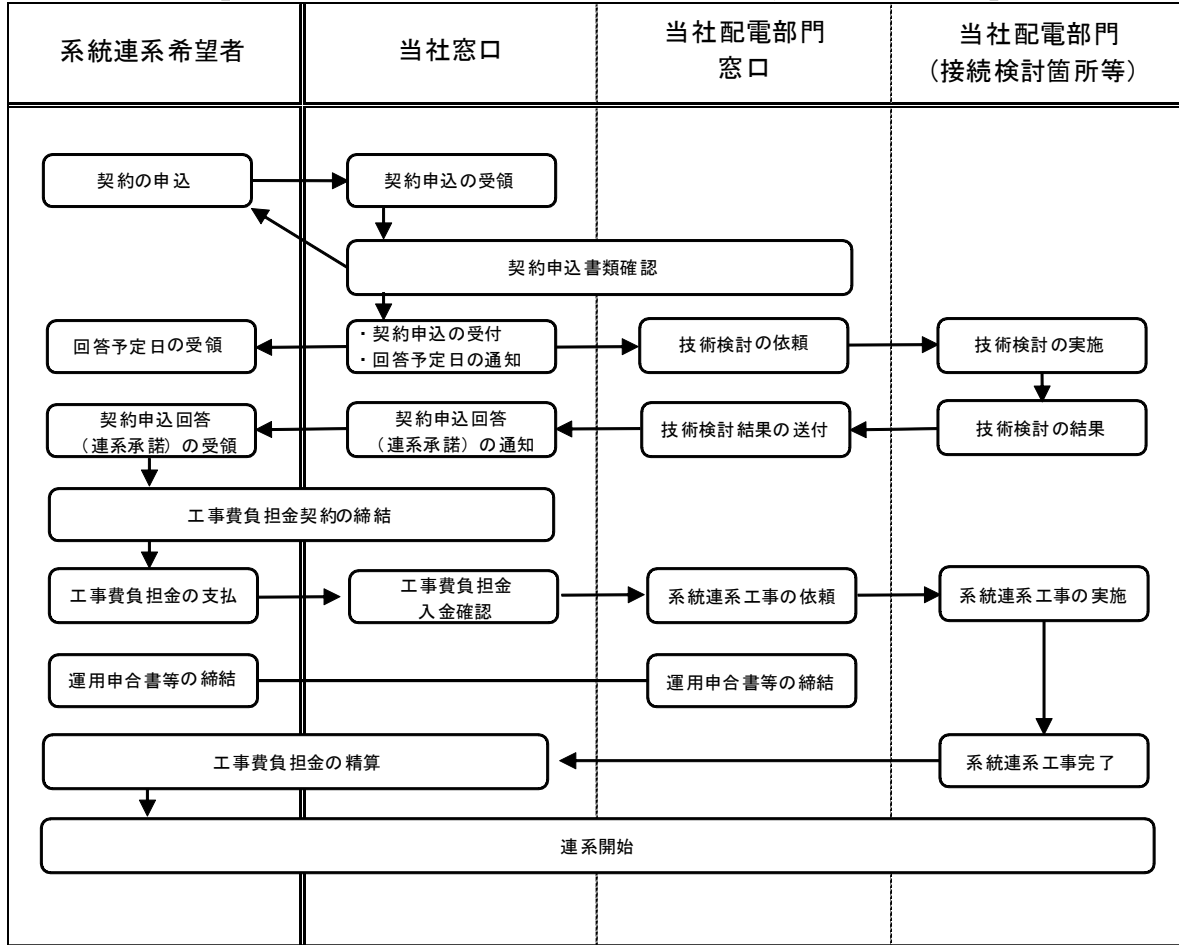 系統連系希望者
当社窓口
当社配電部門
窓口
当社配電部門
（接続検討箇所等）
契約の申込
契約申込の受領
契約申込書類確認
回答予定日の受領
・契約申込の受付
・回答予定日の通知
技術検討の依頼
技術検討の実施
契約申込回答
（連系承諾）の受領
契約申込回答
（連系承諾）の通知
技術検討結果の送付
技術検討の結果
工事費負担金契約の締結
工事費負担金の支払
工事費負担金
入金確認
系統連系工事の依頼
系統連系工事の実施
運用申合書等の締結
運用申合書等の締結
工事費負担金の精算
系統連系工事完了
連系開始